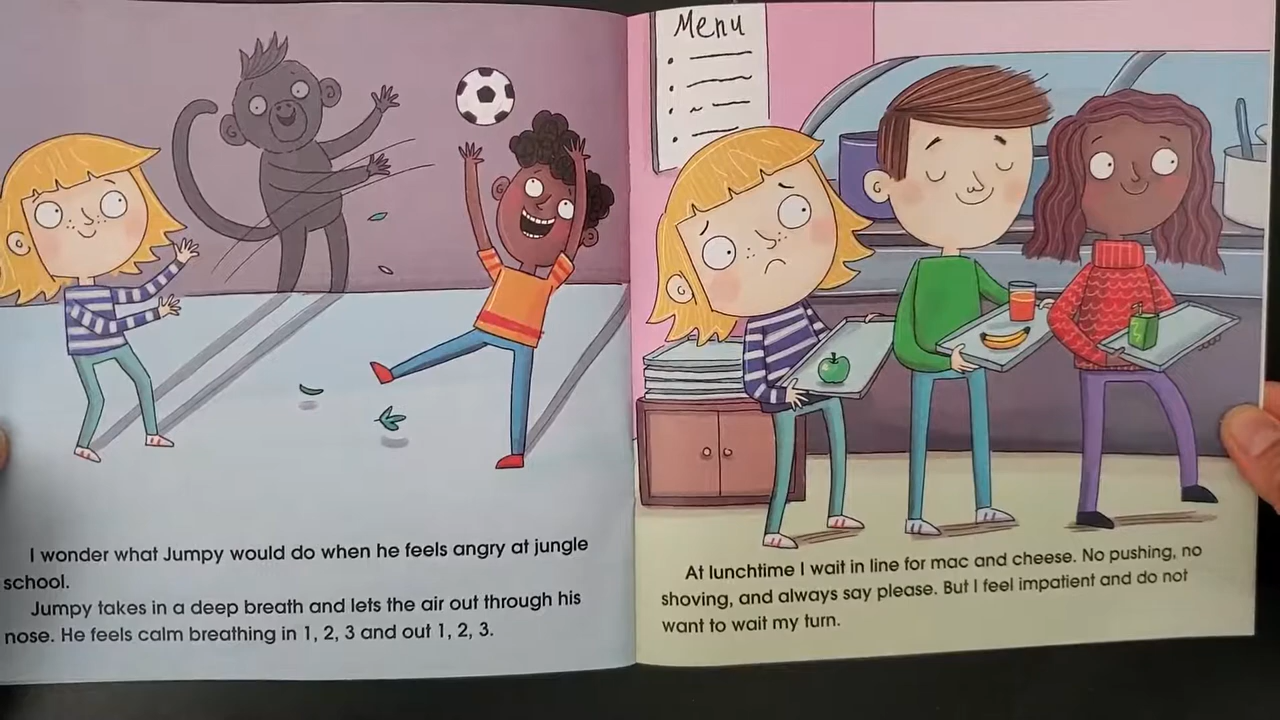 I wonder what Jumpy would do when he feels angry at jungle
school.
Jumpy takes in a deep breath and lets the air out through his
nose. He feels calm breathing in 1, 2, 3 and out 1, 2, 3.
Menu
At lunchtime I wait in line for mac and cheese. No pushing, no
shoving, and always say please. But I feel impatient and do not
want to wait my turn.